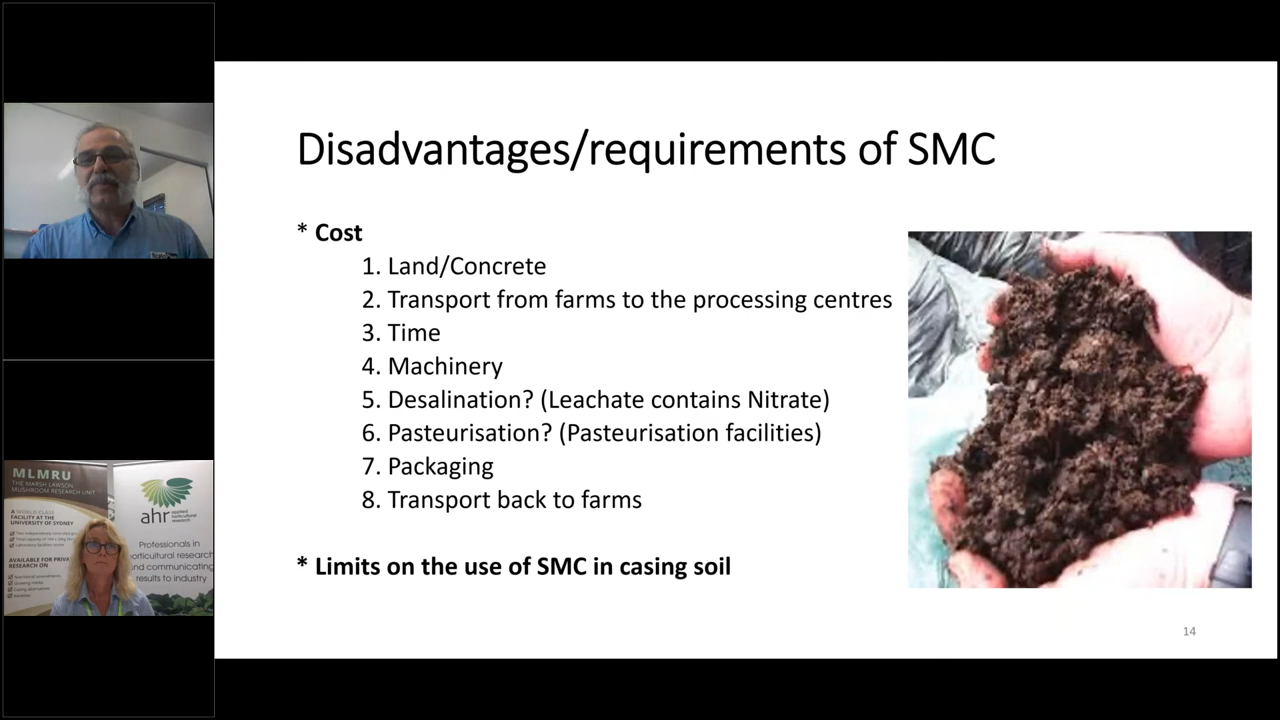 Disadvantages/requirements of SMC
* Cost
1. Land/Concrete
2. Transport from farms to the processing centres
3. Time
4. Machinery
5. Desalination? (Leachate contains Nitrate)
6. Pasteurisation? (Pasteurisation facilities)
7. Packaging
8. Transport back to farms
* Limits on the use of SMC in casing soil
14
MLMRU
THE MARSH LAWSON
MUSHROOM RESEARCH UNIT
A WORLD CLASS
FACILITY AT THE
UNIVERSITY OF SYDNEY
AVAILABLE FOR
RESEARCH ON
ahr
applied
horticultural
research
Professionals in
research
communicating
results to industry